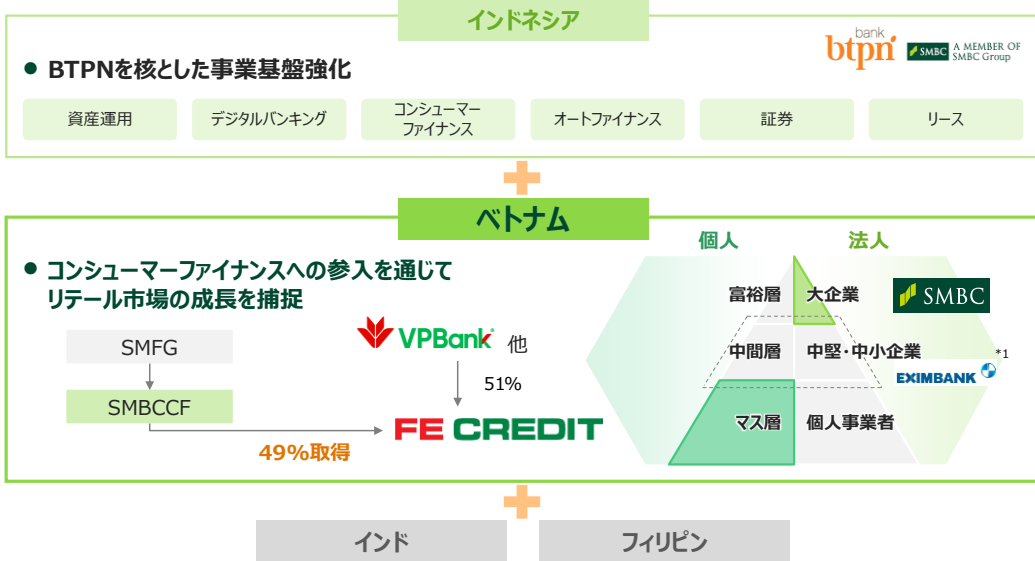 インドネシア
bank
btpn
SMBC
A MEMBER OF
SMBC Group
● BTPNを核とした事業基盤強化
資産運用
デジタルバンキング
コンシューマー
ファイナンス
オートファイナンス
証券
リース
ベトナム
● コンシューマーファイナンスへの参入を通じて
リテール市場の成長を捕捉
SMFG
SMBCCF
VPBank 他
51%
49%取得
FE CREDIT
個人 法人
富裕層 大企業
SMBC
中間層 中堅・中小企業
*1
EXIMBANK
マス層 個人事業者
インド
フィリピン